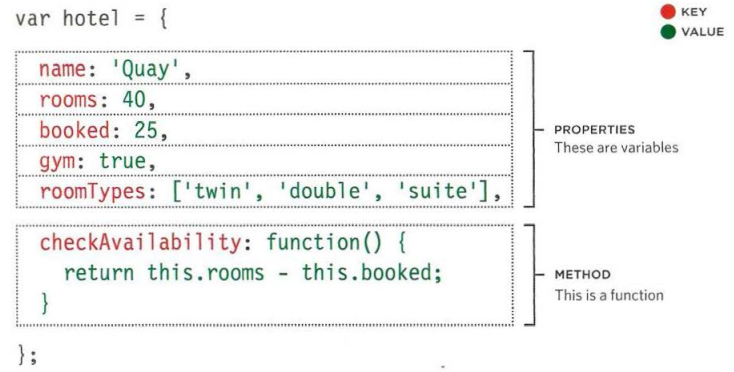 var hotel = {
KEY
VALUE
name: 'Quay',
rooms: 40,
booked: 25,
gym: true,
roomTypes: ['twin', 'double', 'suite'],
PROPERTIES
These are variables
checkAvailability: function() {
return this.rooms - this.booked;
}
METHOD
This is a function
};